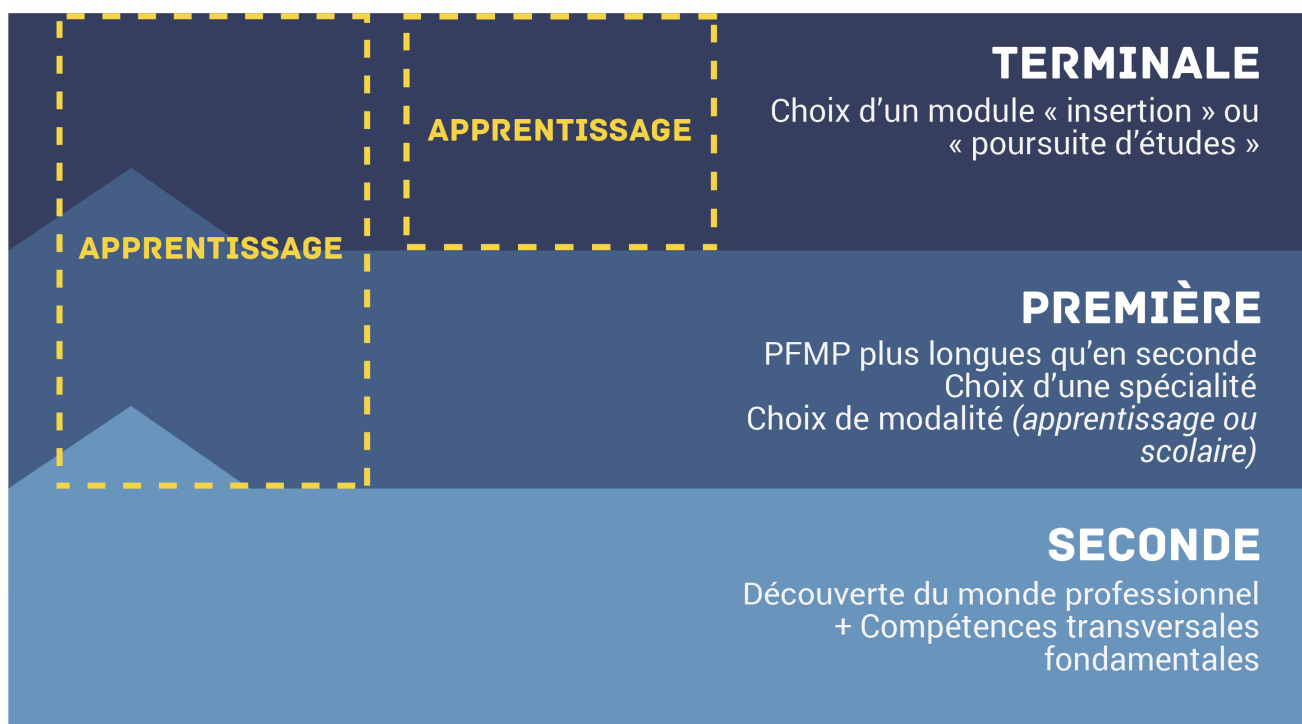 TERMINALE
Choix d'un module « insertion » ou
« poursuite d'études »
APPRENTISSAGE
APPRENTISSAGE
PREMIÈRE
PFMP plus longues qu'en seconde
Choix d'une spécialité
Choix de modalité (apprentissage ou
scolaire)
SECONDE
Découverte du monde professionnel
+ Compétences transversales
fondamentales